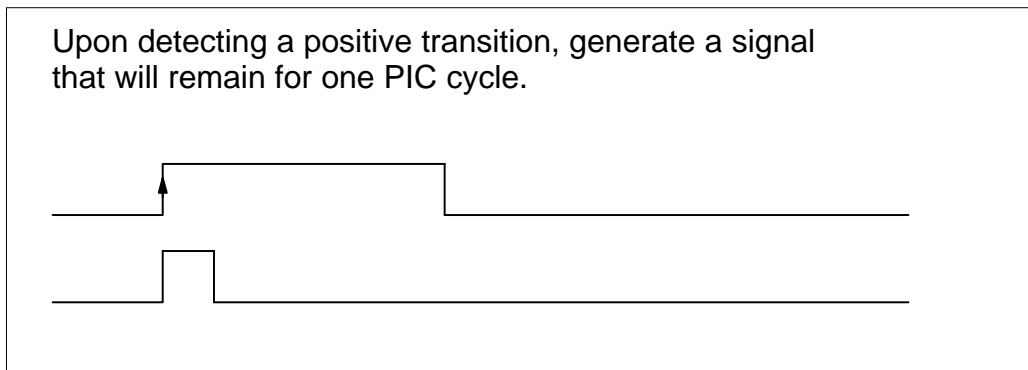 Upon detecting a positive transition, generate a signal
that will remain for one PIC cycle.